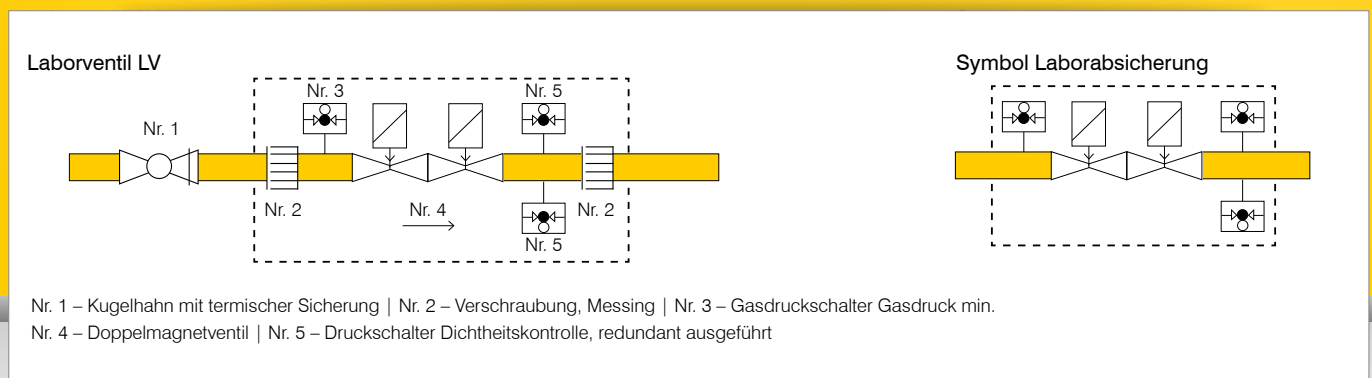 Laborventil LV
Symbol Laborabsicherung
Nr. 3
Nr. 5
Nr. 1
Nr. 2
Nr. 4
Nr. 2
Nr. 5
Nr. 1 – Kugelhahn mit termischer Sicherung | Nr. 2 – Verschraubung, Messing | Nr. 3 – Gasdruckschalter Gasdruck min.
Nr. 4 – Doppelmagnetventil | Nr. 5 – Druckschalter Dichtheitskontrolle, redundant ausgeführt